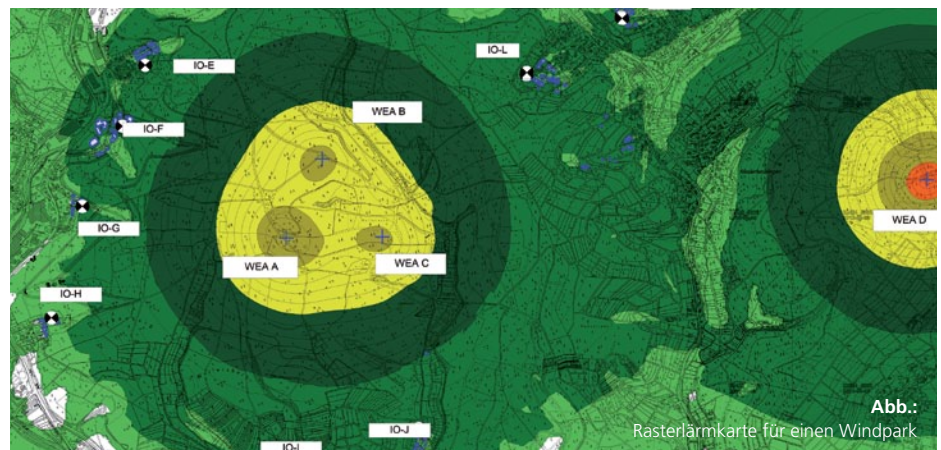 IO-L
IO-E
WEA B
IO-F
IO-G
WEA D
WEA A
WEA C
IO-H
Abb.:
IO-J
Rasterlärmkarte für einen Windpark